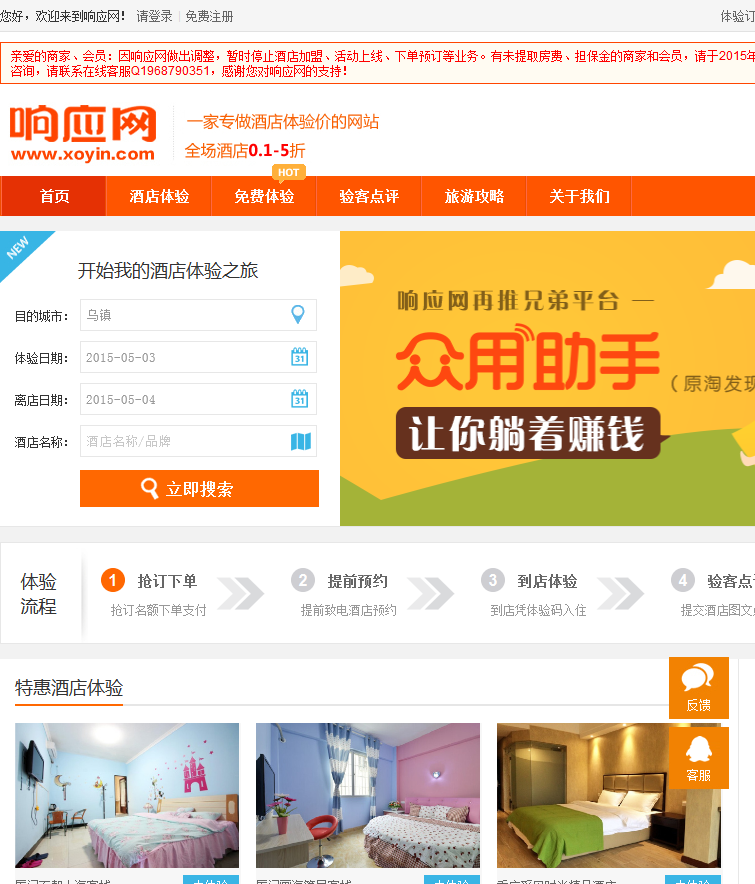 您好，欢迎来到响应网！ 请登录 免费注册 体验订
亲爱的商家、会员：因响应网做出调整，暂时停止酒店加盟、活动上线、下单预订等业务。有未提取房费、担保金的商家和会员，请于2015年
咨询，请联系在线客服Q1968790351，感谢您对响应网的支持！
响应网
www.xoyin.com
一家专做酒店体验价的网站
全场酒店0.1-5折
HOT
首页 酒店体验 免费体验 验客点评 旅游攻略 关于我们
NEW
开始我的酒店体验之旅
目的城市： 乌镇
体验日期： 2015-05-03 31
离店日期： 2015-05-04 31
酒店名称： 酒店名称/品牌
立即搜索
响应网再推兄弟平台 —
众用助手
（原淘发现
让你躺着赚钱
体验
流程
1 抢订下单
抢订名额下单支付
2 提前预约
提前致电酒店预约
3 到店体验
到店凭体验码入住
4 验客点评
提交酒店图文点
特惠酒店体验
反馈
客服